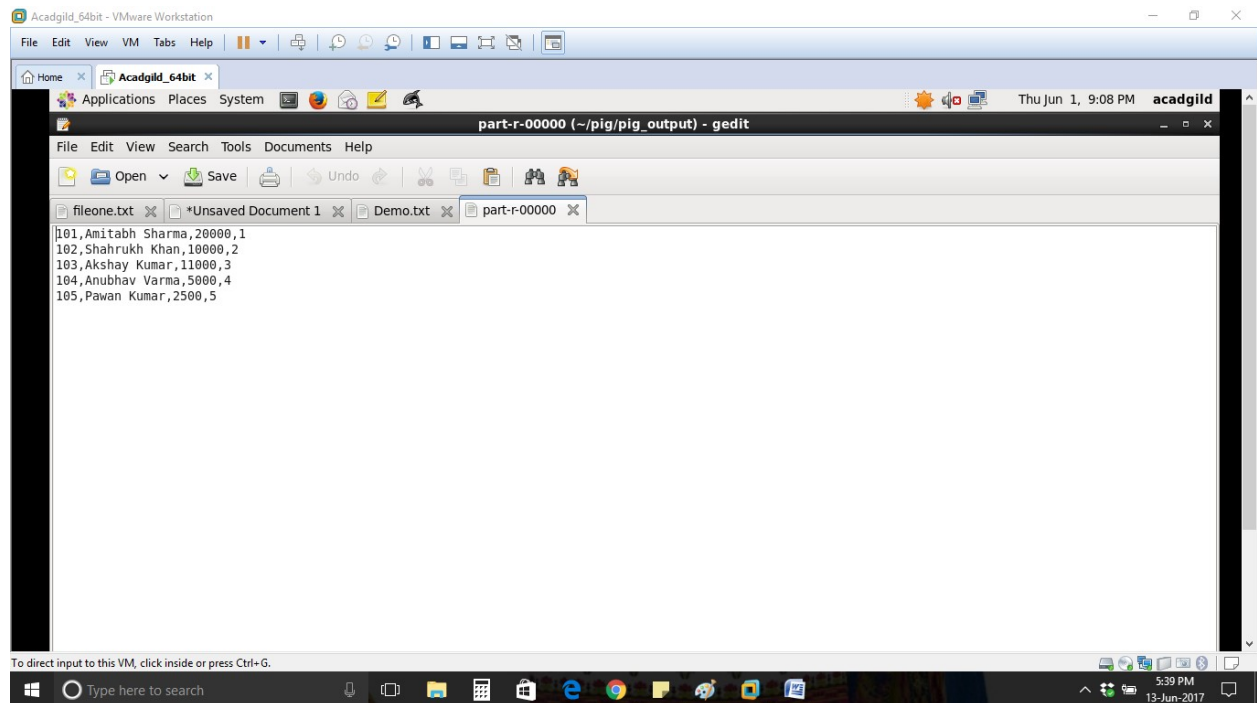 Acadgild_64bit - VMware Workstation
File Edit View VM Tabs Help
Home Acadgild_64bit
Applications Places System Thu Jun 1, 9:08 PM acadgild
part-r-00000 (~/pig/pig_output) - gedit
File Edit View Search Tools Documents Help
Open Save Undo
fileone.txt *Unsaved Document 1 Demo.txt part-r-00000
101,Amitabh Sharma,20000,1
102,Shahrukh Khan,10000,2
103,Akshay Kumar,11000,3
104,Anubhav Varma,5000,4
105,Pawan Kumar,2500,5
To direct input to this VM, click inside or press Ctrl+G.
Type here to search
5:39 PM
13-Jun-2017